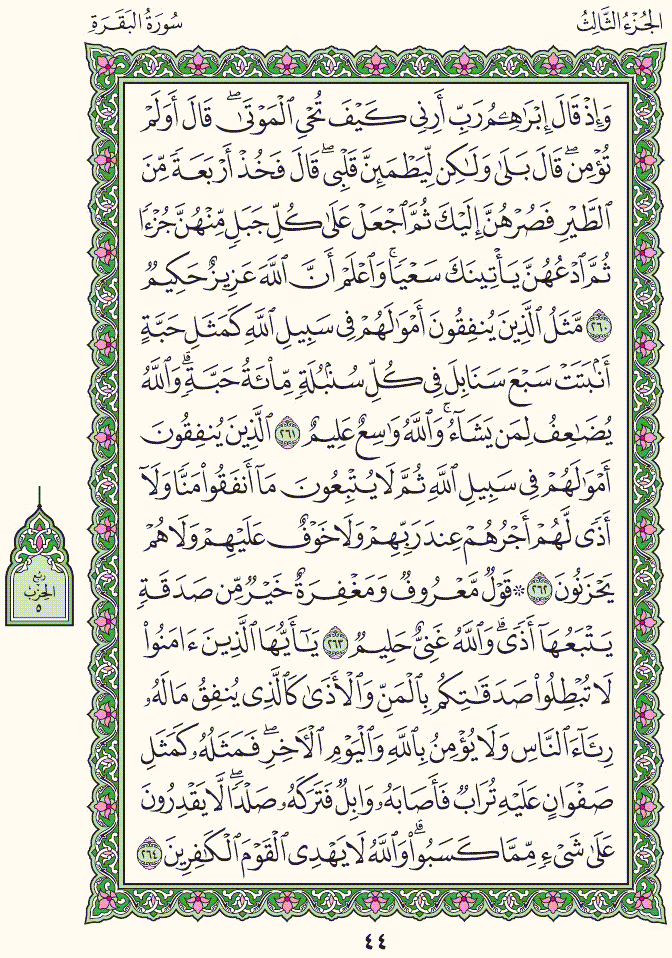 الجُزْءُ الثَّالِثُ
سُورَةُ البَقَرَةِ
وَإِذْ قَالَ إِبْرَٰهِـۧمُ رَبِّ أَرِنِى كَيْفَ تُحْىِ ٱلْمَوْتَىٰ ۖ قَالَ أَوَلَمْ
تُؤْمِن ۖ قَالَ بَلَىٰ وَلَـٰكِن لِّيَطْمَئِنَّ قَلْبِى ۖ قَالَ فَخُذْ أَرْبَعَةً مِّنَ
ٱلطَّيْرِ فَصُرْهُنَّ إِلَيْكَ ثُمَّ ٱجْعَلْ عَلَىٰ كُلِّ جَبَلٍ مِّنْهُنَّ جُزْءًا
ثُمَّ ٱدْعُهُنَّ يَأْتِينَكَ سَعْيًا ۚ وَٱعْلَمْ أَنَّ ٱللَّهَ عَزِيزٌ حَكِيمٌ
٢٦٠ مَّثَلُ ٱلَّذِينَ يُنفِقُونَ أَمْوَٰلَهُمْ فِى سَبِيلِ ٱللَّهِ كَمَثَلِ حَبَّةٍ
أَنۢبَتَتْ سَبْعَ سَنَابِلَ فِى كُلِّ سُنۢبُلَةٍ مِّا۟ئَةُ حَبَّةٍ ۗ وَٱللَّهُ
يُضَـٰعِفُ لِمَن يَشَآءُ ۚ وَٱللَّهُ وَٰسِعٌ عَلِيمٌ ٢٦١ ٱلَّذِينَ يُنفِقُونَ
أَمْوَٰلَهُمْ فِى سَبِيلِ ٱللَّهِ ثُمَّ لَا يُتْبِعُونَ مَآ أَنفَقُوا۟ مَنًّا وَلَآ
أَذًى لَّهُمْ أَجْرُهُمْ عِندَ رَبِّهِمْ وَلَا خَوْفٌ عَلَيْهِمْ وَلَا هُمْ
يَحْزَنُونَ ٢٦٢ ۞ قَوْلٌ مَّعْرُوفٌ وَمَغْفِرَةٌ خَيْرٌ مِّن صَدَقَةٍ
يَتْبَعُهَآ أَذًى ۗ وَٱللَّهُ غَنِىٌّ حَلِيمٌ ٢٦٣ يَـٰٓأَيُّهَا ٱلَّذِينَ ءَامَنُوا۟
لَا تُبْطِلُوا۟ صَدَقَـٰتِكُم بِٱلْمَنِّ وَٱلْأَذَىٰ كَٱلَّذِى يُنفِقُ مَالَهُۥ
رِئَآءَ ٱلنَّاسِ وَلَا يُؤْمِنُ بِٱللَّهِ وَٱلْيَوْمِ ٱلْـَٔاخِرِ ۖ فَمَثَلُهُۥ كَمَثَلِ
صَفْوَانٍ عَلَيْهِ تُرَابٌ فَأَصَابَهُۥ وَابِلٌ فَتَرَكَهُۥ صَلْدًا ۖ لَّا يَقْدِرُونَ
عَلَىٰ شَىْءٍ مِّمَّا كَسَبُوا۟ ۗ وَٱللَّهُ لَا يَهْدِى ٱلْقَوْمَ ٱلْكَـٰفِرِينَ ٢٦٤
رُبْع
الحِزْب
٥
٤٤